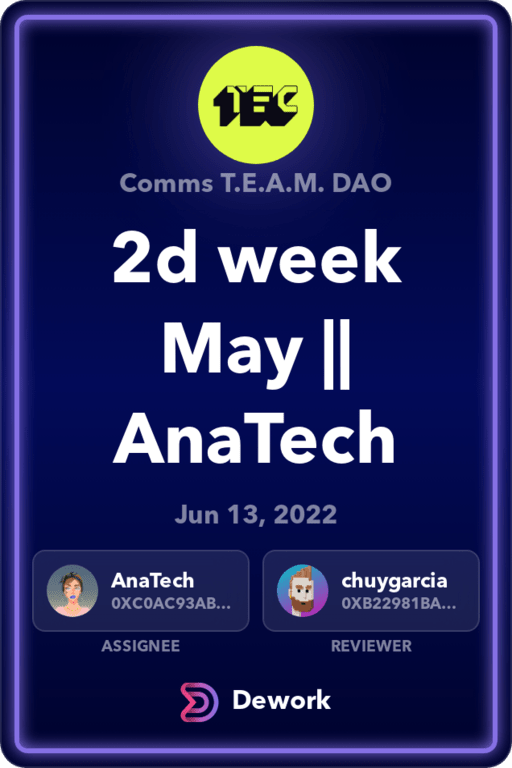 TEC
Comms T.E.A.M. DAO
2d week
May ||
AnaTech
Jun 13, 2022
AnaTech
0XC0AC93AB...
ASSIGNEE
chuygarcia
0XB22981BA...
REVIEWER
Dework